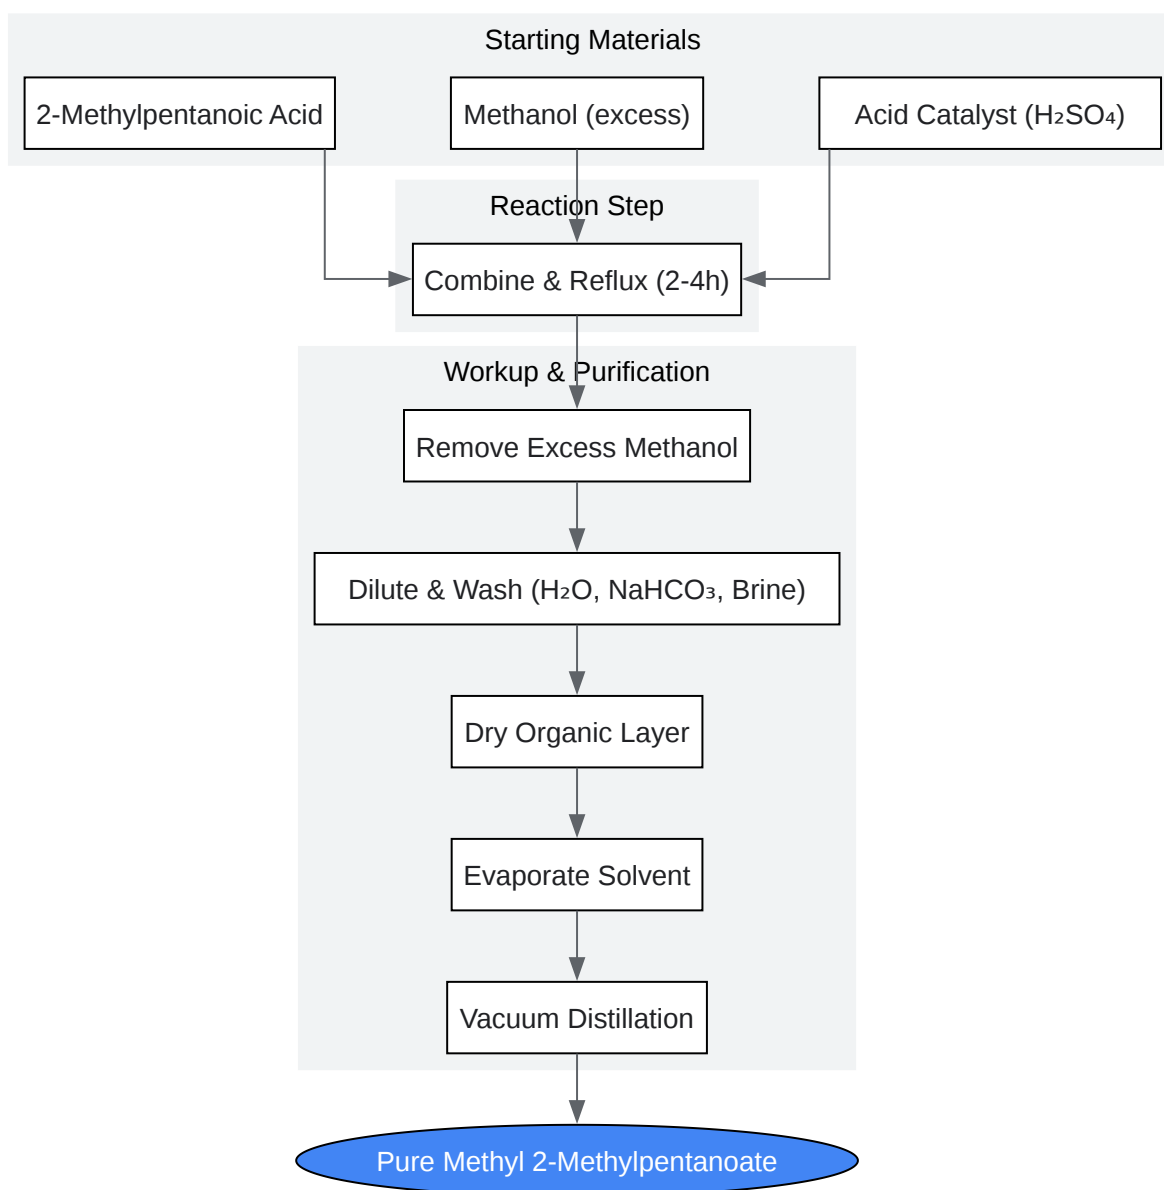 Starting Materials
2-Methylpentanoic Acid
Methanol (excess)
Acid Catalyst (H₂SO₄)
Reaction Step
Combine & Reflux (2-4h)
Workup & Purification
Remove Excess Methanol
Dilute & Wash (H₂O, NaHCO₃, Brine)
Dry Organic Layer
Evaporate Solvent
Vacuum Distillation
Pure Methyl 2-Methylpentanoate